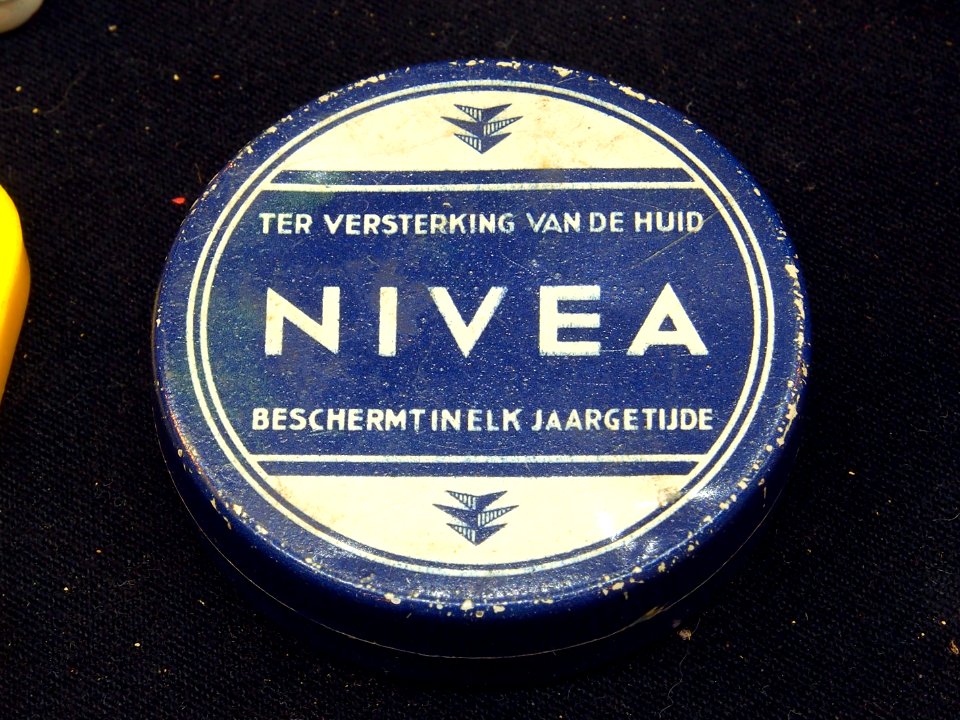 TER VERSTERKING VAN DE HUID
NIVEA
BESCHERMT IN ELK JAARGETIJDE